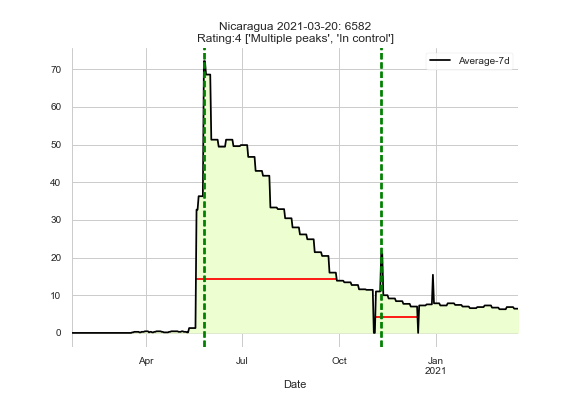 Nicaragua 2021-03-20: 6582
Rating:4 ['Multiple peaks', 'In control']
Average-7d
70
60
50
40
30
20
10
0
Apr
Jul
Oct
Jan
2021
Date